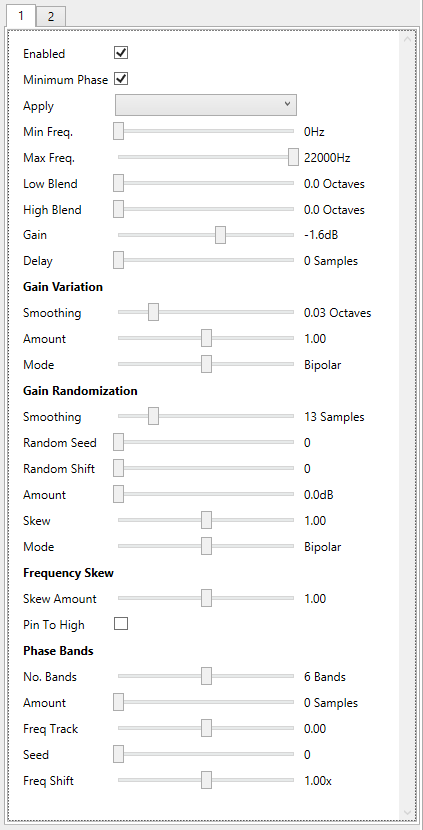 1 2
Enabled
Minimum Phase
Apply
Min Freq. 0Hz
Max Freq. 22000Hz
Low Blend 0.0 Octaves
High Blend 0.0 Octaves
Gain -1.6dB
Delay 0 Samples
Gain Variation
Smoothing 0.03 Octaves
Amount 1.00
Mode Bipolar
Gain Randomization
Smoothing 13 Samples
Random Seed 0
Random Shift 0
Amount 0.0dB
Skew 1.00
Mode Bipolar
Frequency Skew
Skew Amount 1.00
Pin To High
Phase Bands
No. Bands 6 Bands
Amount 0 Samples
Freq Track 0.00
Seed 0
Freq Shift 1.00x